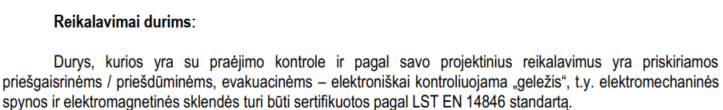 Reikalavimai durims:
Durys, kurios yra su praėjimo kontrole ir pagal savo projektinius reikalavimus yra priskiriamos
priešgaisrinėms / priešdūminėms, evakuacinėms – elektroniškai kontroliuojama „geležis“, t.y. elektromechaninės
spynos ir elektromagnetinės sklendės turi būti sertifikuotos pagal LST EN 14846 standartą.